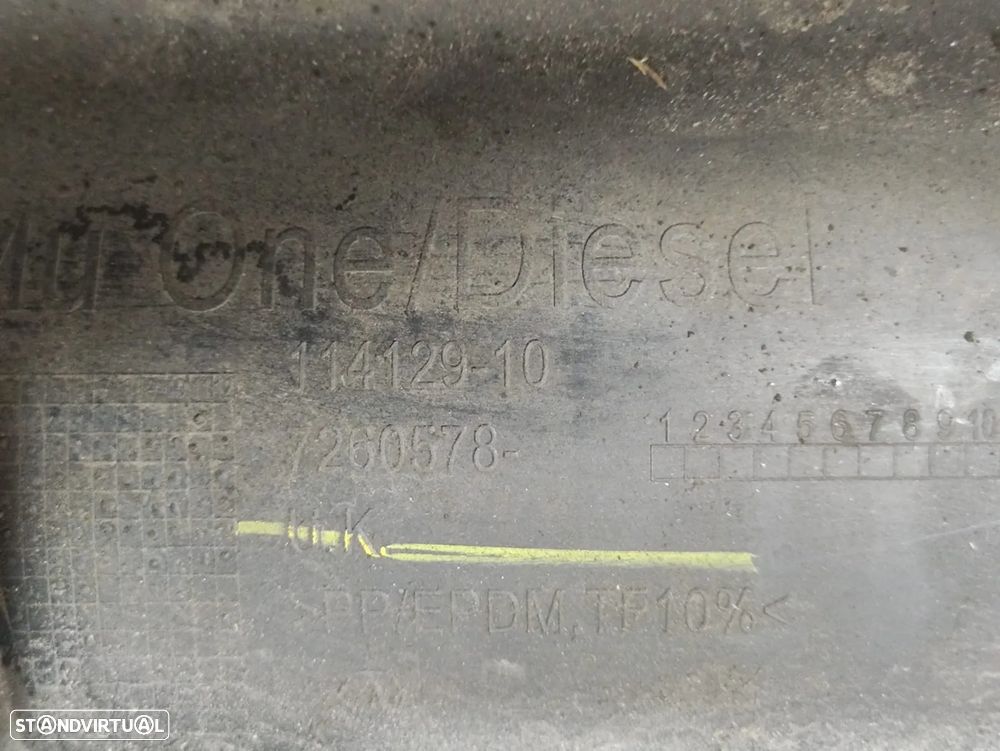 One/Diesel
114129-10
7260578-
1 2 3 4 5 6 7 8 9 10
u.K
>PP/EPDM,TF10%<
STANDVIRTUAL